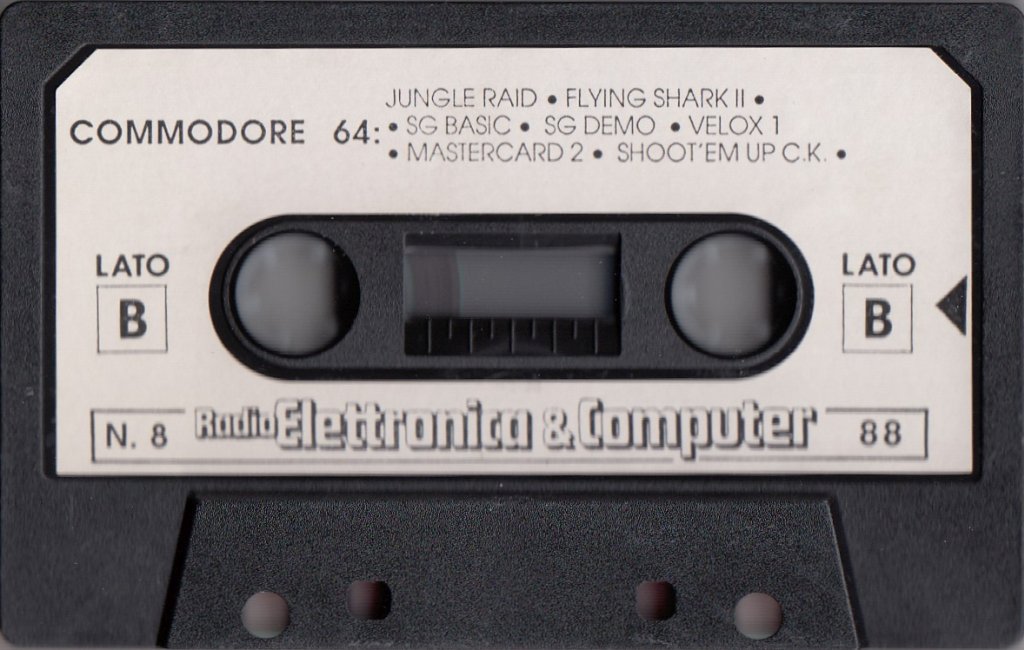 JUNGLE RAID • FLYING SHARK II •
COMMODORE 64: • SG BASIC • SG DEMO • VELOX 1
• MASTERCARD 2 • SHOOT'EM UP C.K. •
LATO
B
LATO
B
N. 8 Radio Elettronica & Computer 88